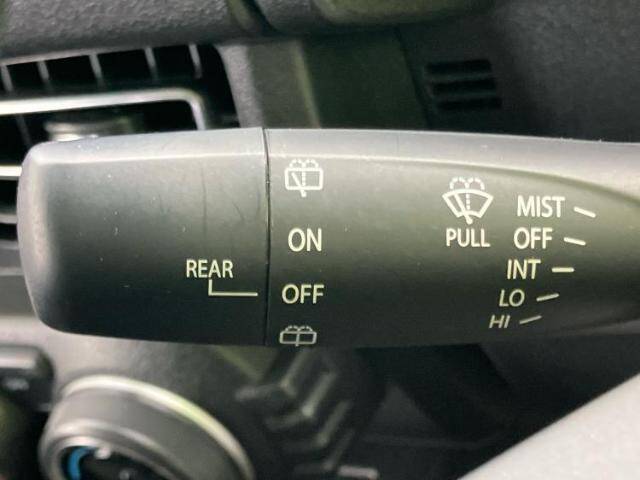 MIST
ON
PULL
OFF
REAR
INT
OFF
LO
HI